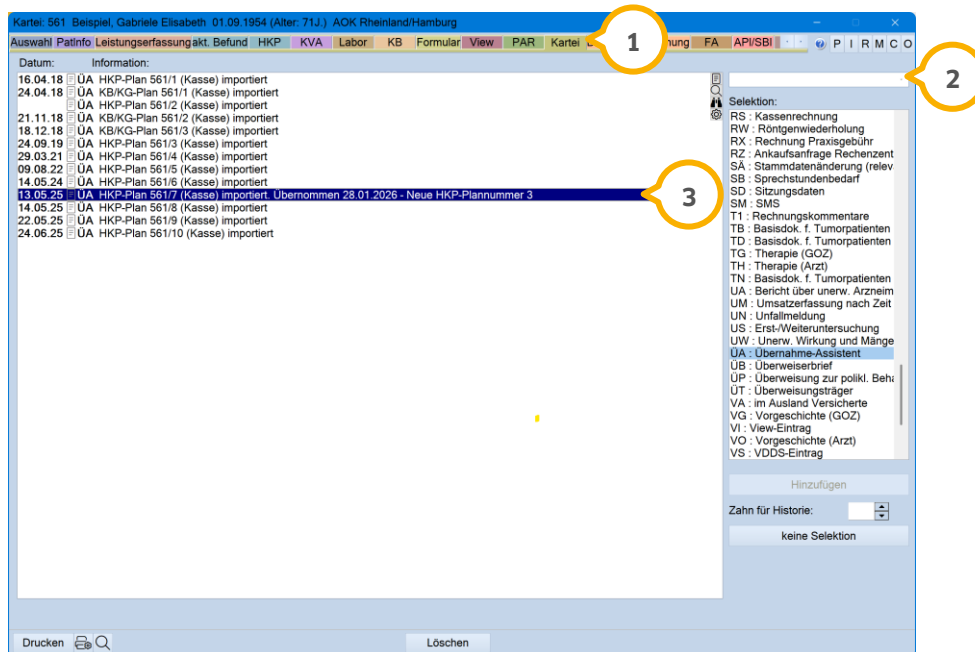 Kartei: 561 Beispiel, Gabriele Elisabeth 01.09.1954 (Alter: 71J.) AOK Rheinland/Hamburg
Auswahl PatInfo Leistungserfassung akt. Befund HKP KVA Labor KB Formular View PAR Kartei FA API/SBI P I R M C O
1
2
Datum: Information:
16.04.18 ÜA HKP-Plan 561/1 (Kasse) importiert
24.04.18 ÜA KB/KG-Plan 561/1 (Kasse) importiert
ÜA HKP-Plan 561/2 (Kasse) importiert
21.11.18 ÜA KB/KG-Plan 561/2 (Kasse) importiert
18.12.18 ÜA KB/KG-Plan 561/3 (Kasse) importiert
24.09.19 ÜA HKP-Plan 561/3 (Kasse) importiert
29.03.21 ÜA HKP-Plan 561/4 (Kasse) importiert
09.08.22 ÜA HKP-Plan 561/5 (Kasse) importiert
14.05.24 ÜA HKP-Plan 561/6 (Kasse) importiert
13.05.25 ÜA HKP-Plan 561/7 (Kasse) importiert. Übernommen 28.01.2026 - Neue HKP-Plannummer 3
14.05.25 ÜA HKP-Plan 561/8 (Kasse) importiert
22.05.25 ÜA HKP-Plan 561/9 (Kasse) importiert
24.06.25 ÜA HKP-Plan 561/10 (Kasse) importiert
3
Selektion:
RS : Kassenrechnung
RW : Röntgenwiederholung
RX : Rechnung Praxisgebühr
RZ : Ankaufsanfrage Rechenzent
SÄ : Stammdatenänderung (relev
SB : Sprechstundenbedarf
SD : Sitzungsdaten
SM : SMS
T1 : Rechnungskommentare
TB : Basisdok. f. Tumorpatienten
TD : Basisdok. f. Tumorpatienten
TG : Therapie (GOZ)
TH : Therapie (Arzt)
TN : Basisdok. f. Tumorpatienten
UA : Bericht über unerw. Arzneim
UM : Umsatzerfassung nach Zeit
UN : Unfallmeldung
US : Erst-/Weiteruntersuchung
UW : Unerw. Wirkung und Mänge
ÜA : Übernahme-Assistent
ÜB : Überweiserbrief
ÜP : Überweisung zur polikl. Beha
ÜT : Überweisungsträger
VA : im Ausland Versicherte
VG : Vorgeschichte (GOZ)
VI : View-Eintrag
VO : Vorgeschichte (Arzt)
VS : VDDS-Eintrag
Hinzufügen
Zahn für Historie:
keine Selektion
Drucken Löschen